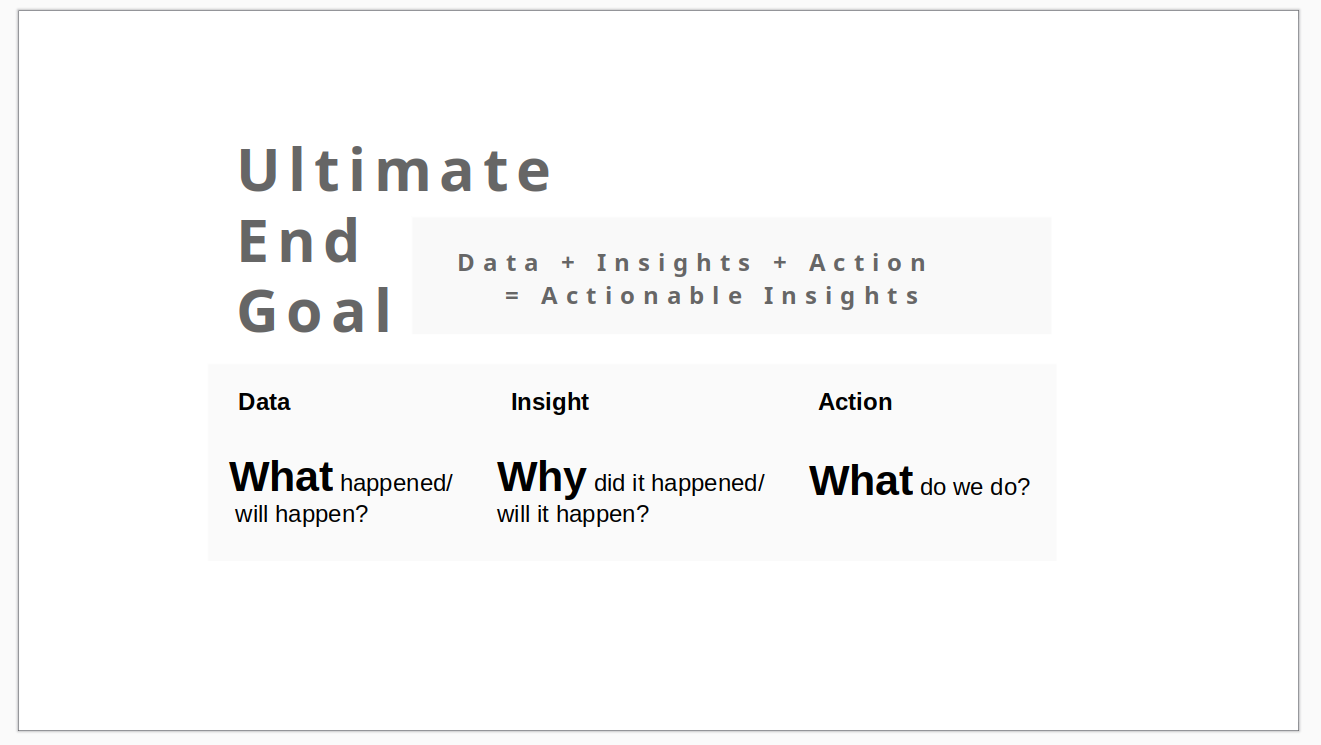 Ultimate
End
Goal
Data + Insights + Action
= Actionable Insights
Data
What happened/
will happen?
Insight
Why did it happened/
will it happen?
Action
What do we do?